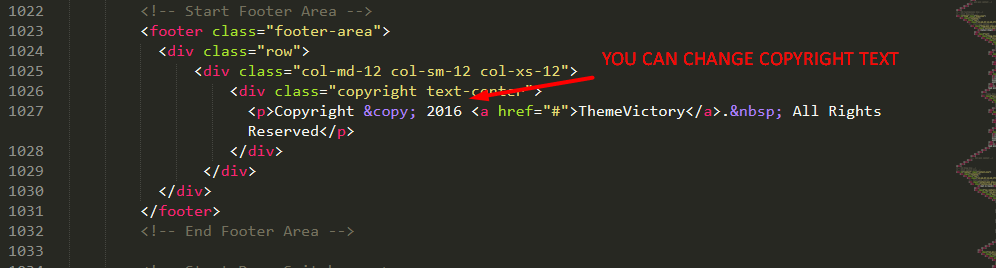 1022 <!-- Start Footer Area -->
1023 <footer class="footer-area">
1024 <div class="row">
YOU CAN CHANGE COPYRIGHT TEXT
1025 <div class="col-md-12 col-sm-12 col-xs-12">
1026 <div class="copyright text-center">
1027 <p>Copyright &copy; 2016 <a href="#">ThemeVictory</a>.&nbsp; All Rights
Reserved</p>
1028 </div>
1029 </div>
1030 </div>
1031 </footer>
1032 <!-- End Footer Area -->
1033